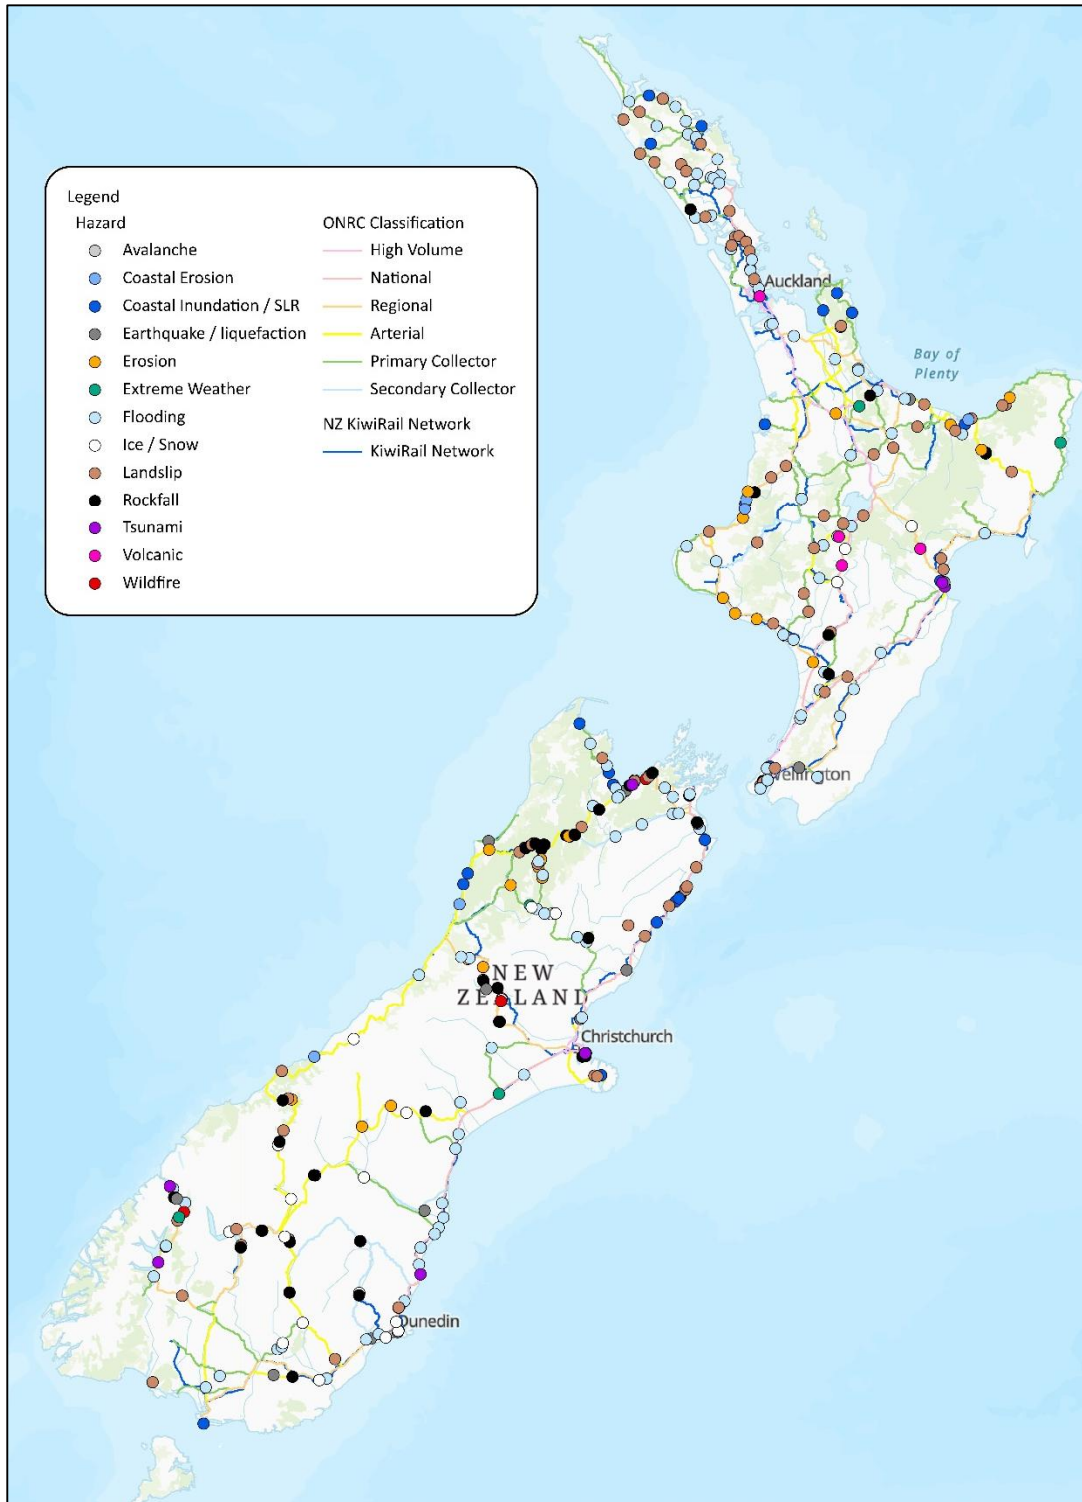 Legend
Hazard
Avalanche
Coastal Erosion
Coastal Inundation / SLR
Earthquake / liquefaction
Erosion
Extreme Weather
Flooding
Ice / Snow
Landslip
Rockfall
Tsunami
Volcanic
Wildfire
ONRC Classification
High Volume
National
Regional
Arterial
Primary Collector
Secondary Collector
NZ KiwiRail Network
KiwiRail Network
Auckland
Bay of
Plenty
Wellington
NEW
ZEALAND
Christchurch
Dunedin